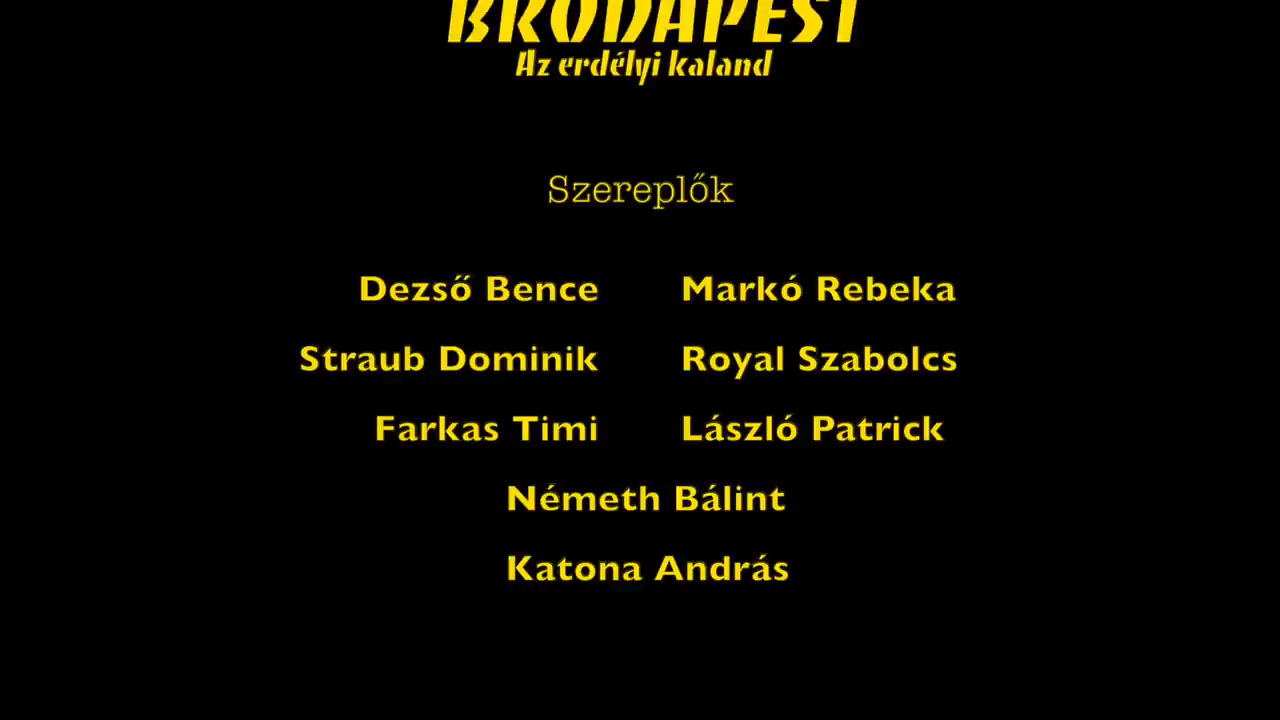 BRODAPEST
Az erdélyi kaland
Szereplők
Dezső Bence Markó Rebeka
Straub Dominik Royal Szabolcs
Farkas Timi László Patrick
Németh Bálint
Katona András